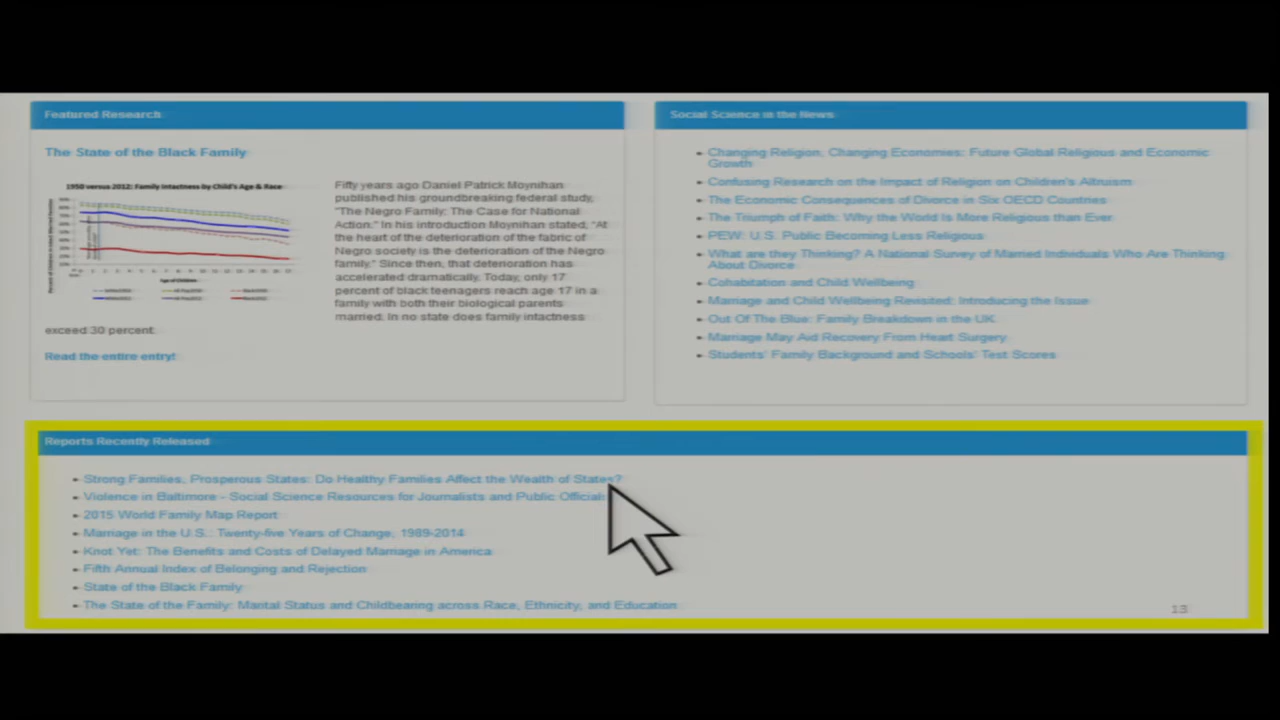 Featured Research
The State of the Black Family
1950 versus 2012: Family Intactness by Child's Age & Race
Age of Children
Fifty years ago Daniel Patrick Moynihan
published his groundbreaking federal study,
"The Negro Family: The Case for National
Action." In his introduction Moynihan stated, "At
the heart of the deterioration of the fabric of
Negro society is the deterioration of the Negro
family." Since then, that deterioration has
accelerated dramatically. Today, only 17
percent of black teenagers reach age 17 in a
family with both their biological parents
married. In no state does family intactness
exceed 30 percent.
Read the entire entry!
Social Science in the News
Changing Religion, Changing Economies: Future Global Religious and Economic
Growth
Confusing Research on the Impact of Religion on Children's Altruism
The Economic Consequences of Divorce in Six OECD Countries
The Triumph of Faith: Why the World Is More Religious than Ever
PEW: U.S. Public Becoming Less Religious
What are they Thinking? A National Survey of Married Individuals Who Are Thinking
About Divorce
Cohabitation and Child Wellbeing
Marriage and Child Wellbeing Revisited: Introducing the Issue
Out Of The Blue: Family Breakdown in the UK
Marriage May Aid Recovery From Heart Surgery
Students' Family Background and Schools' Test Scores
Reports Recently Released
Strong Families, Prosperous States: Do Healthy Families Affect the Wealth of States?
Violence in Baltimore - Social Science Resources for Journalists and Public Officials
2015 World Family Map Report
Marriage in the U.S.: Twenty-five Years of Change, 1989-2014
Knot Yet: The Benefits and Costs of Delayed Marriage in America
Fifth Annual Index of Belonging and Rejection
State of the Black Family
The State of the Family: Marital Status and Childbearing across Race, Ethnicity, and Education
13